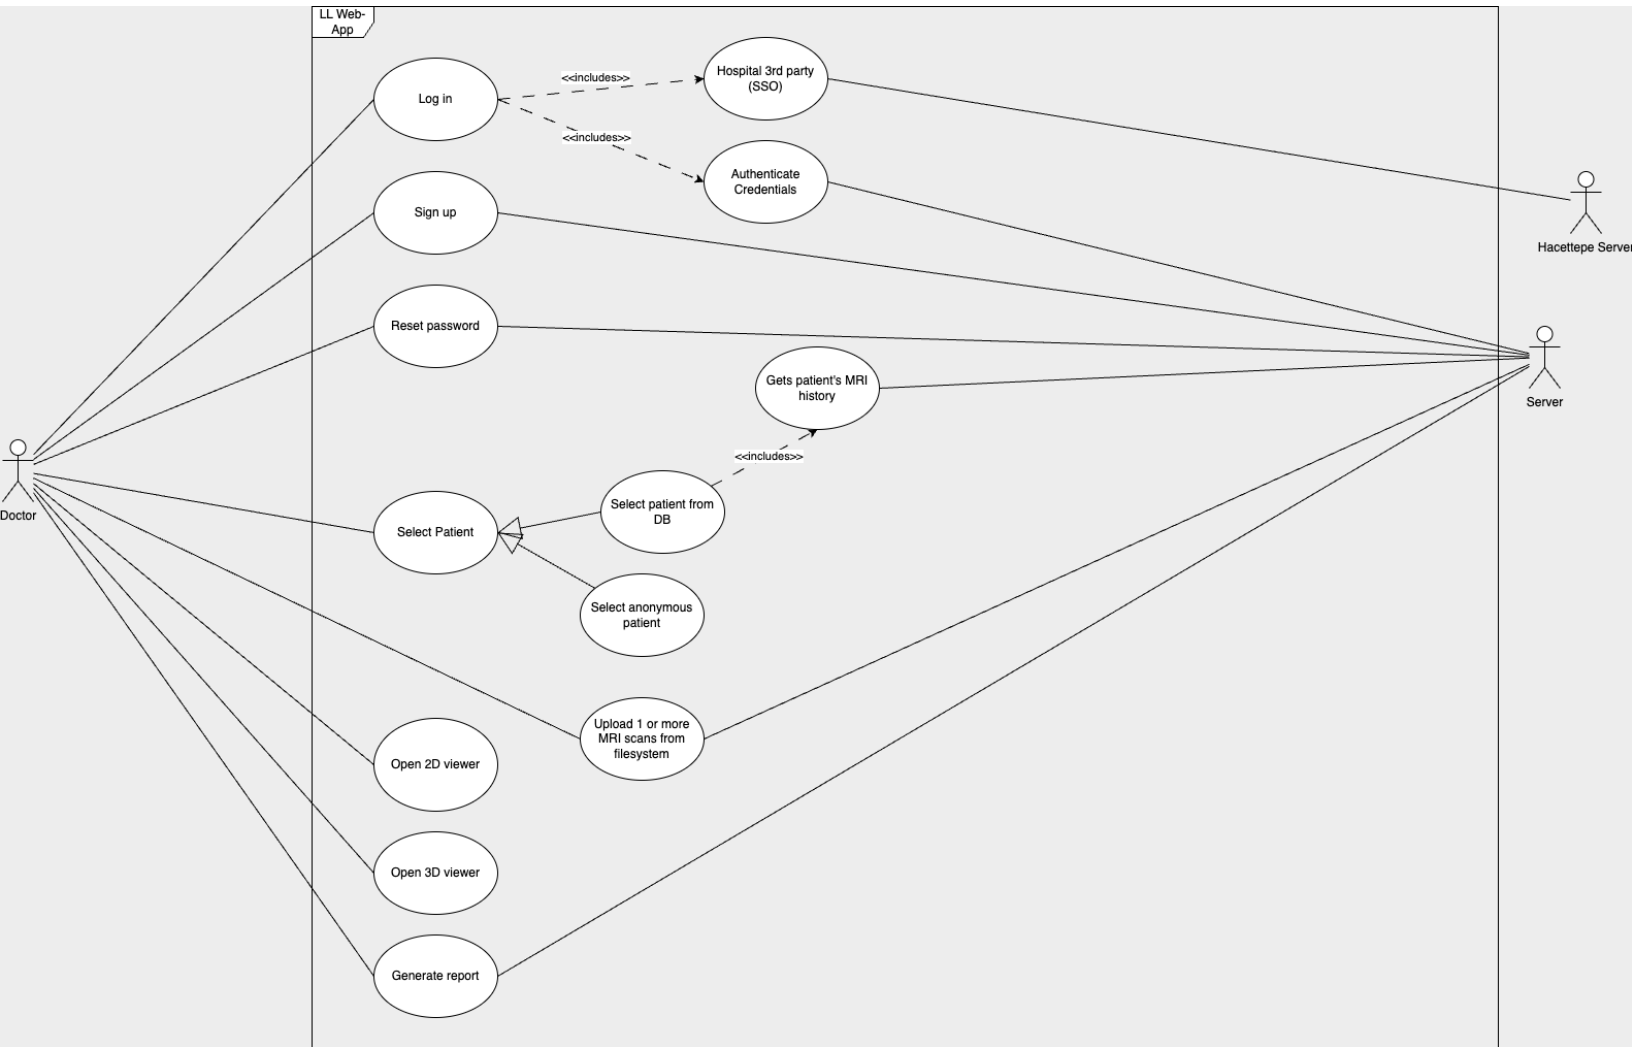 LL Web-
App
Log in
<<includes>>
Hospital 3rd party
(SSO)
<<includes>>
Authenticate
Credentials
Sign up
Hacettepe Server
Reset password
Gets patient's MRI
history
Server
<<includes>>
Doctor
Select Patient
Select patient from
DB
Select anonymous
patient
Upload 1 or more
MRI scans from
filesystem
Open 2D viewer
Open 3D viewer
Generate report